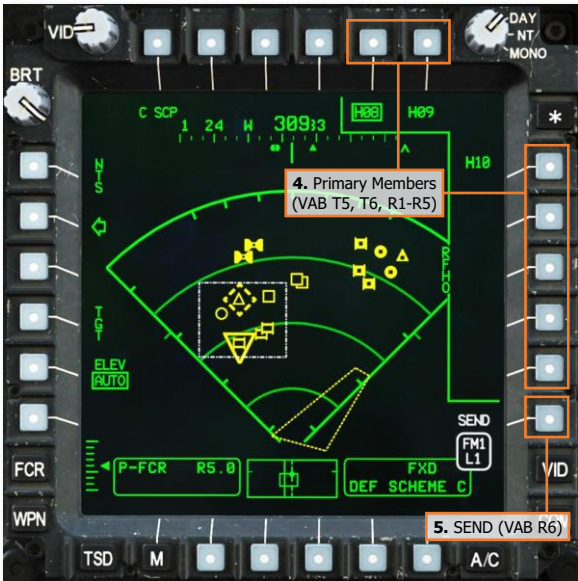 VID
DAY
NT
MONO
BRT
C SCP
H08
H09
1 24 W 309 33
*
H10
NTS
4. Primary Members
(VAB T5, T6, R1-R5)
RFHO
TGT
ELEV
AUTO
SEND
FM1
L1
FCR
P-FCR R5.0
FXD
DEF SCHEME C
VID
WPN
5. SEND (VAB R6)
TSD
M
A/C